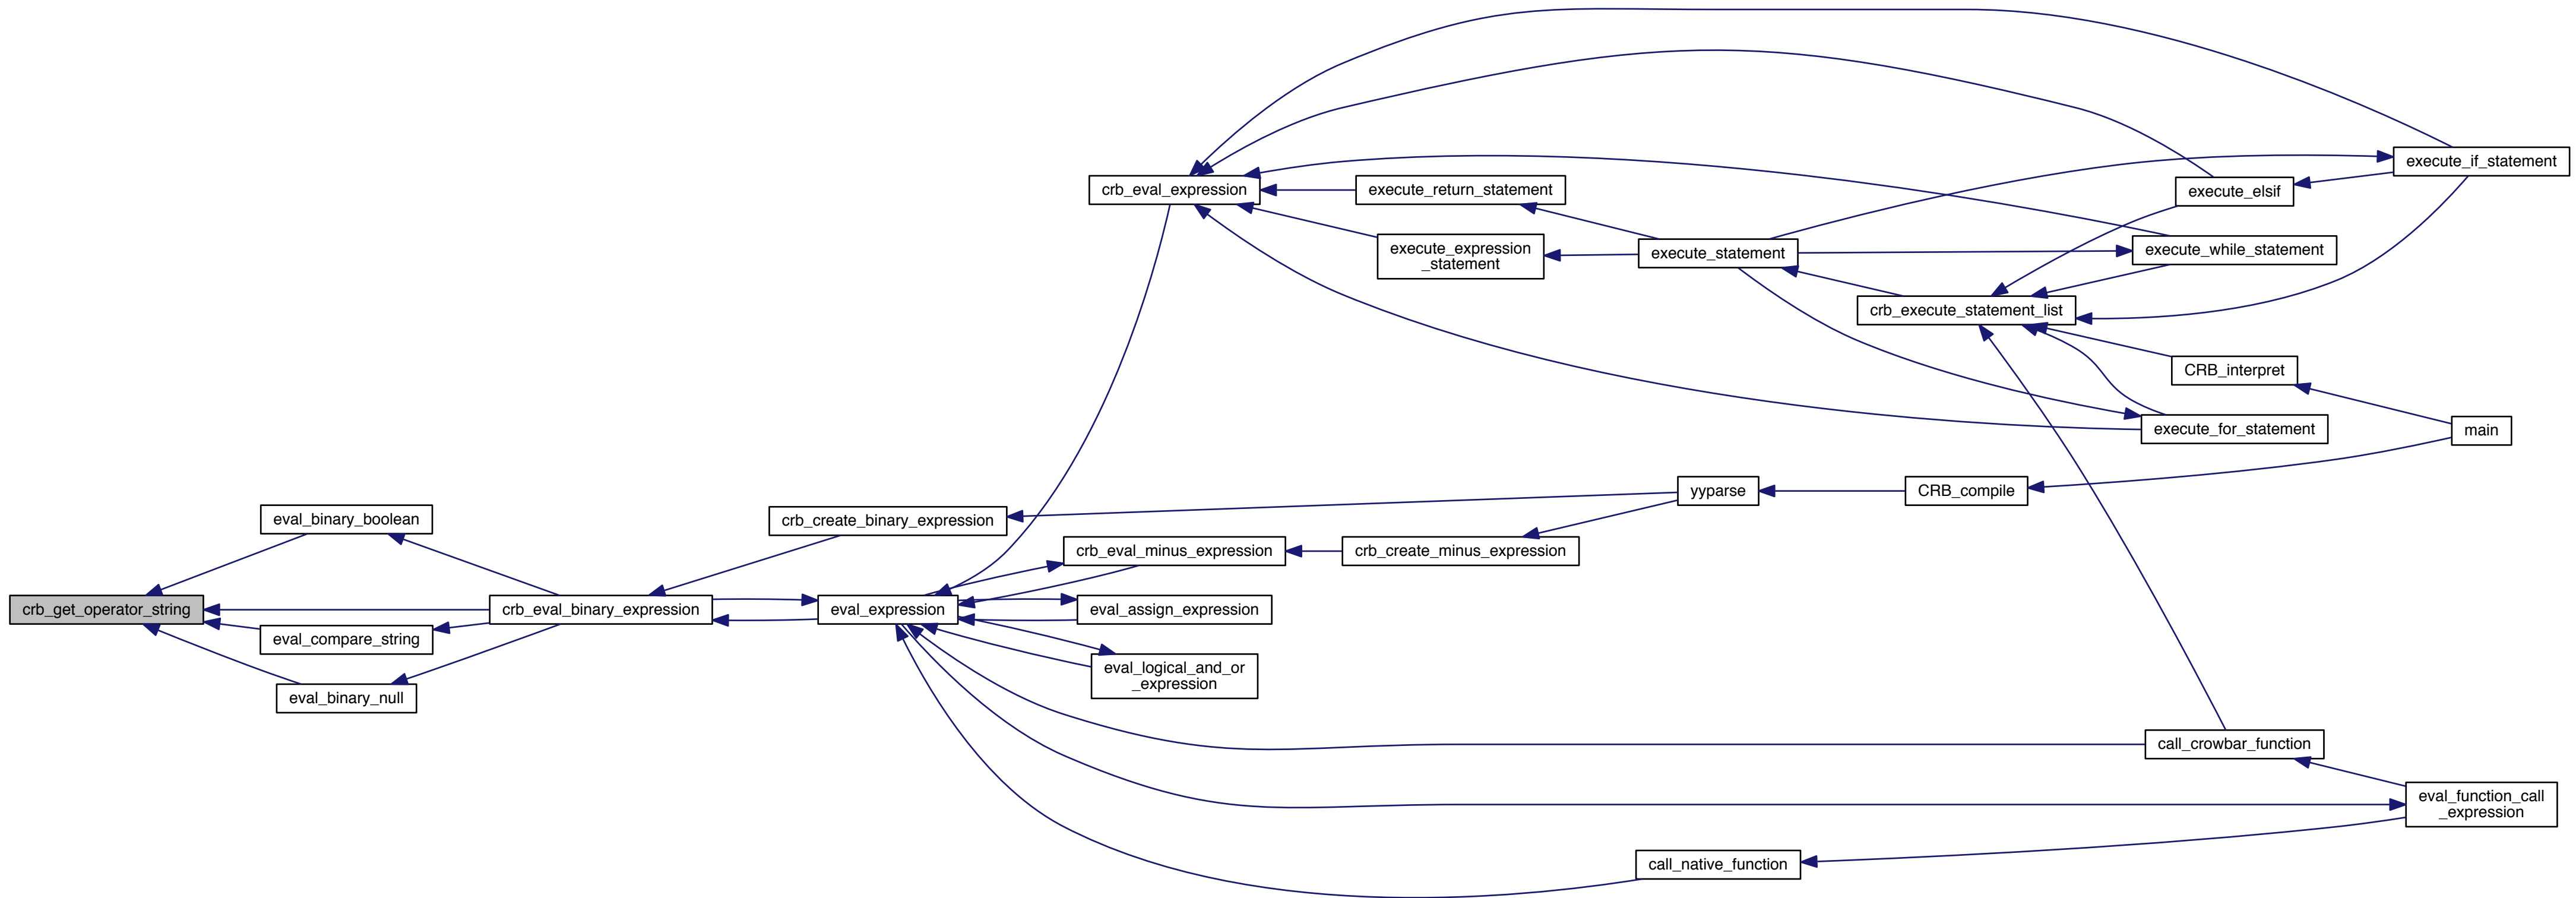 execute_if_statement
crb_eval_expression
execute_return_statement
execute_elsif
execute_expression
_statement
execute_statement
execute_while_statement
crb_execute_statement_list
CRB_interpret
execute_for_statement
main
yyparse
CRB_compile
eval_binary_boolean
crb_create_binary_expression
crb_eval_minus_expression
crb_create_minus_expression
crb_get_operator_string
crb_eval_binary_expression
eval_expression
eval_assign_expression
eval_compare_string
eval_logical_and_or
_expression
eval_binary_null
call_crowbar_function
eval_function_call
_expression
call_native_function